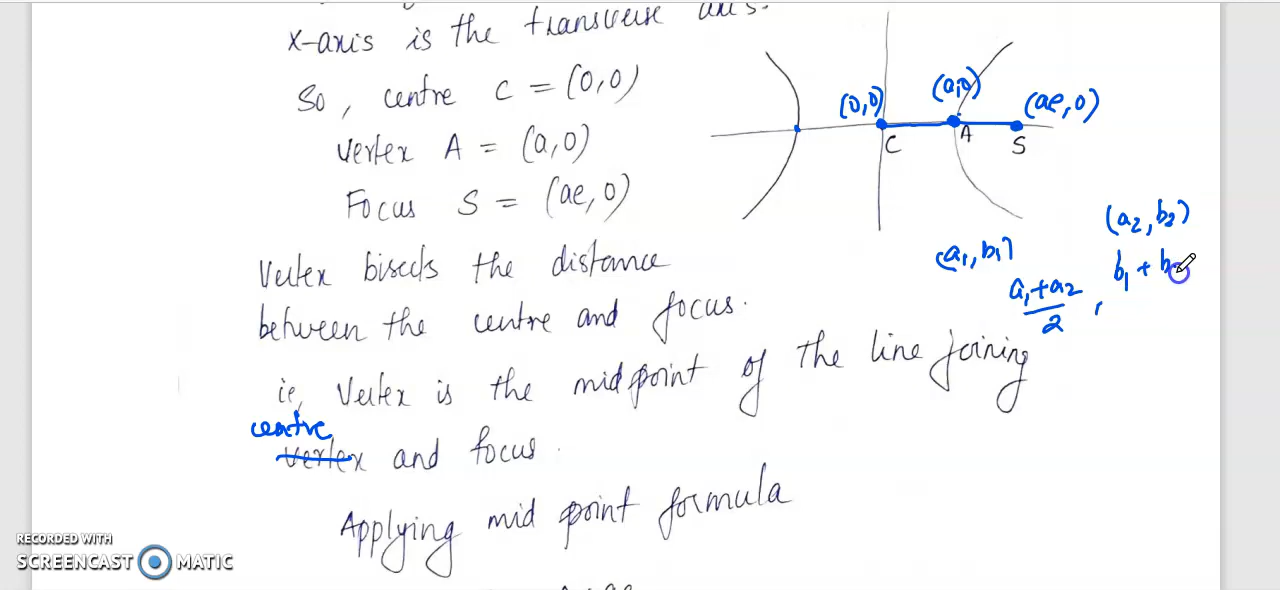 x-axis is the transverse axis.
So, centre C = (0,0)
Vertex A = (a,0)
Focus S = (ae, 0)
(0,0) (a,0) (ae, 0)
C A S
Vertex bisects the distance
between the centre and focus.
(a1, b1) (a2, b2)
a1+a2 / 2 , b1 + b
ie, Vertex is the midpoint of the line joining
centre
vertex and focus.
Applying mid point formula
RECORDED WITH
SCREENCAST MATIC